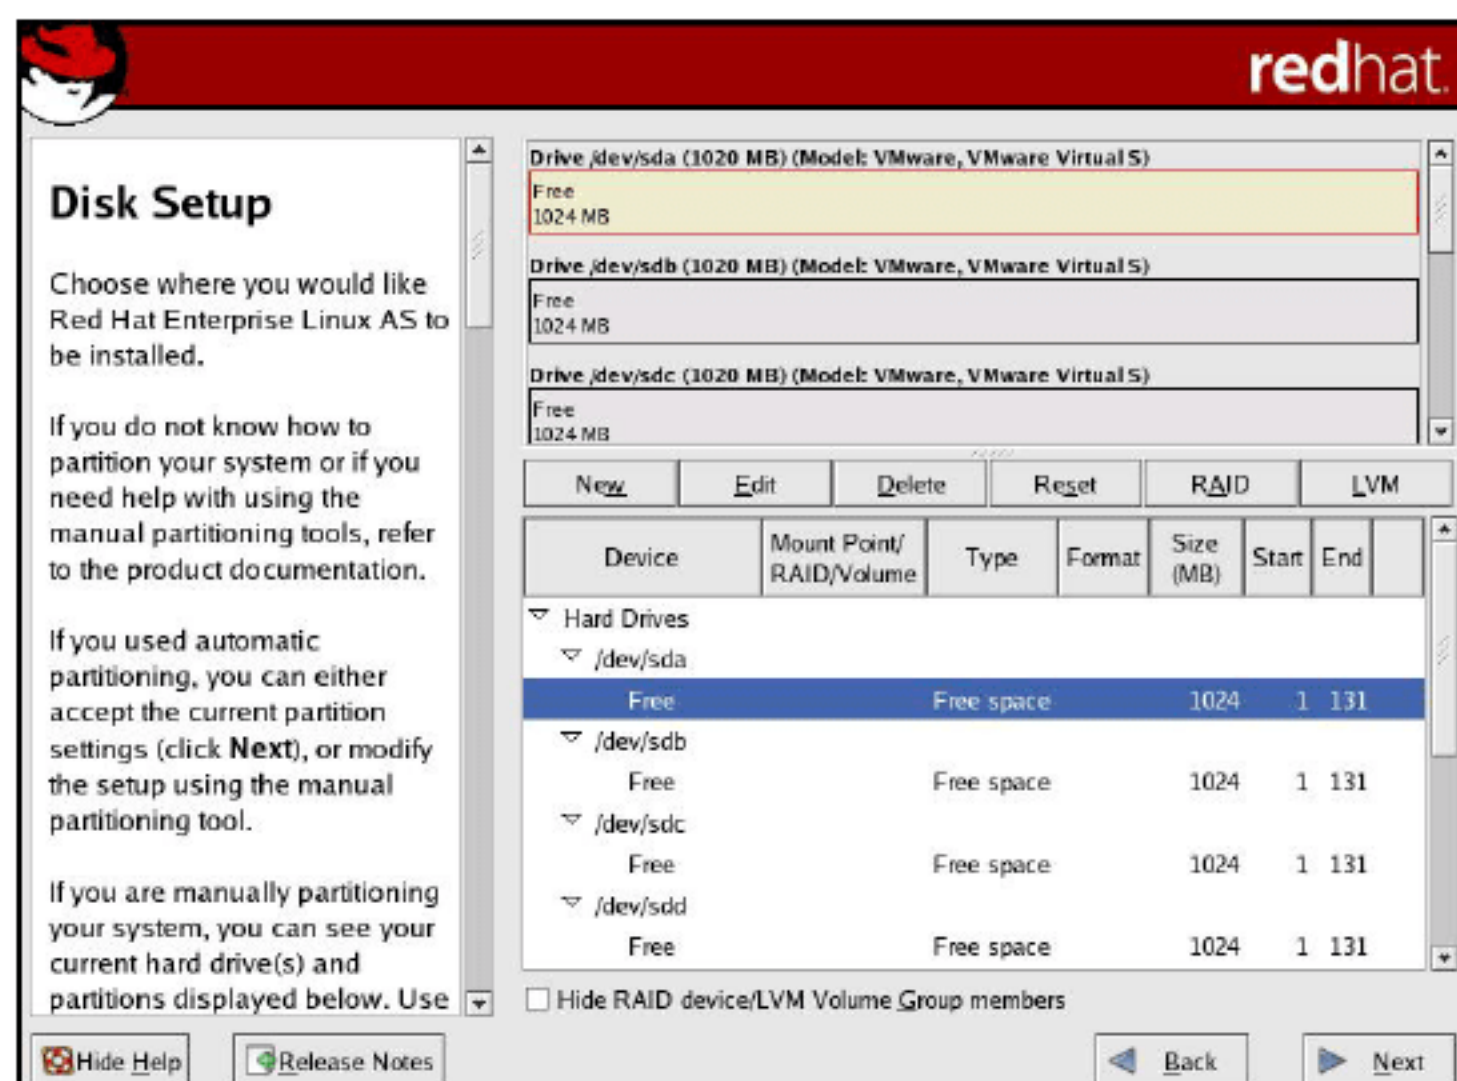 redhat.
Disk Setup
Choose where you would like
Red Hat Enterprise Linux AS to
be installed.
If you do not know how to
partition your system or if you
need help with using the
manual partitioning tools, refer
to the product documentation.
If you used automatic
partitioning, you can either
accept the current partition
settings (click Next), or modify
the setup using the manual
partitioning tool.
If you are manually partitioning
your system, you can see your
current hard drive(s) and
partitions displayed below. Use
Drive /dev/sda (1020 MB) (Model: VMware, VMware Virtual S)
Free
1024 MB
Drive /dev/sdb (1020 MB) (Model: VMware, VMware Virtual S)
Free
1024 MB
Drive /dev/sdc (1020 MB) (Model: VMware, VMware Virtual S)
Free
1024 MB
New Edit Delete Reset RAID LVM
Device Mount Point/ RAID/Volume Type Format Size (MB) Start End
Hard Drives
/dev/sda
Free Free space 1024 1 131
/dev/sdb
Free Free space 1024 1 131
/dev/sdc
Free Free space 1024 1 131
/dev/sdd
Free Free space 1024 1 131
Hide RAID device/LVM Volume Group members
Hide Help Release Notes Back Next